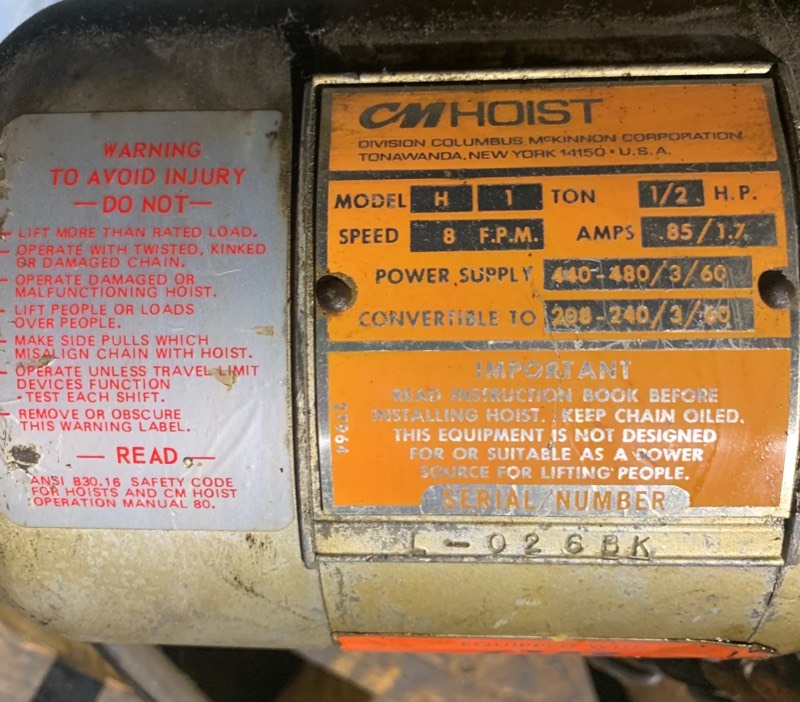 WARNING
TO AVOID INJURY
— DO NOT —
– LIFT MORE THAN RATED LOAD.
– OPERATE WITH TWISTED, KINKED
OR DAMAGED CHAIN.
– OPERATE DAMAGED OR
MALFUNCTIONING HOIST.
– LIFT PEOPLE OR LOADS
OVER PEOPLE.
– MAKE SIDE PULLS WHICH
MISALIGN CHAIN WITH HOIST.
– OPERATE UNLESS TRAVEL LIMIT
DEVICES FUNCTION
- TEST EACH SHIFT.
– REMOVE OR OBSCURE
THIS WARNING LABEL.
— READ —
ANSI B30.16 SAFETY CODE
FOR HOISTS AND CM HOIST
OPERATION MANUAL 80.
CM HOIST
DIVISION COLUMBUS McKINNON CORPORATION
TONAWANDA, NEW YORK 14150 • U.S.A.
MODEL H 1 TON 1/2 H.P.
SPEED 8 F.P.M. AMPS .85/1.7
POWER SUPPLY 440-480/3/60
CONVERTIBLE TO 208-240/3/60
IMPORTANT
READ INSTRUCTION BOOK BEFORE
INSTALLING HOIST. KEEP CHAIN OILED.
THIS EQUIPMENT IS NOT DESIGNED
FOR OR SUITABLE AS A POWER
SOURCE FOR LIFTING PEOPLE.
SERIAL NUMBER
L-026BK